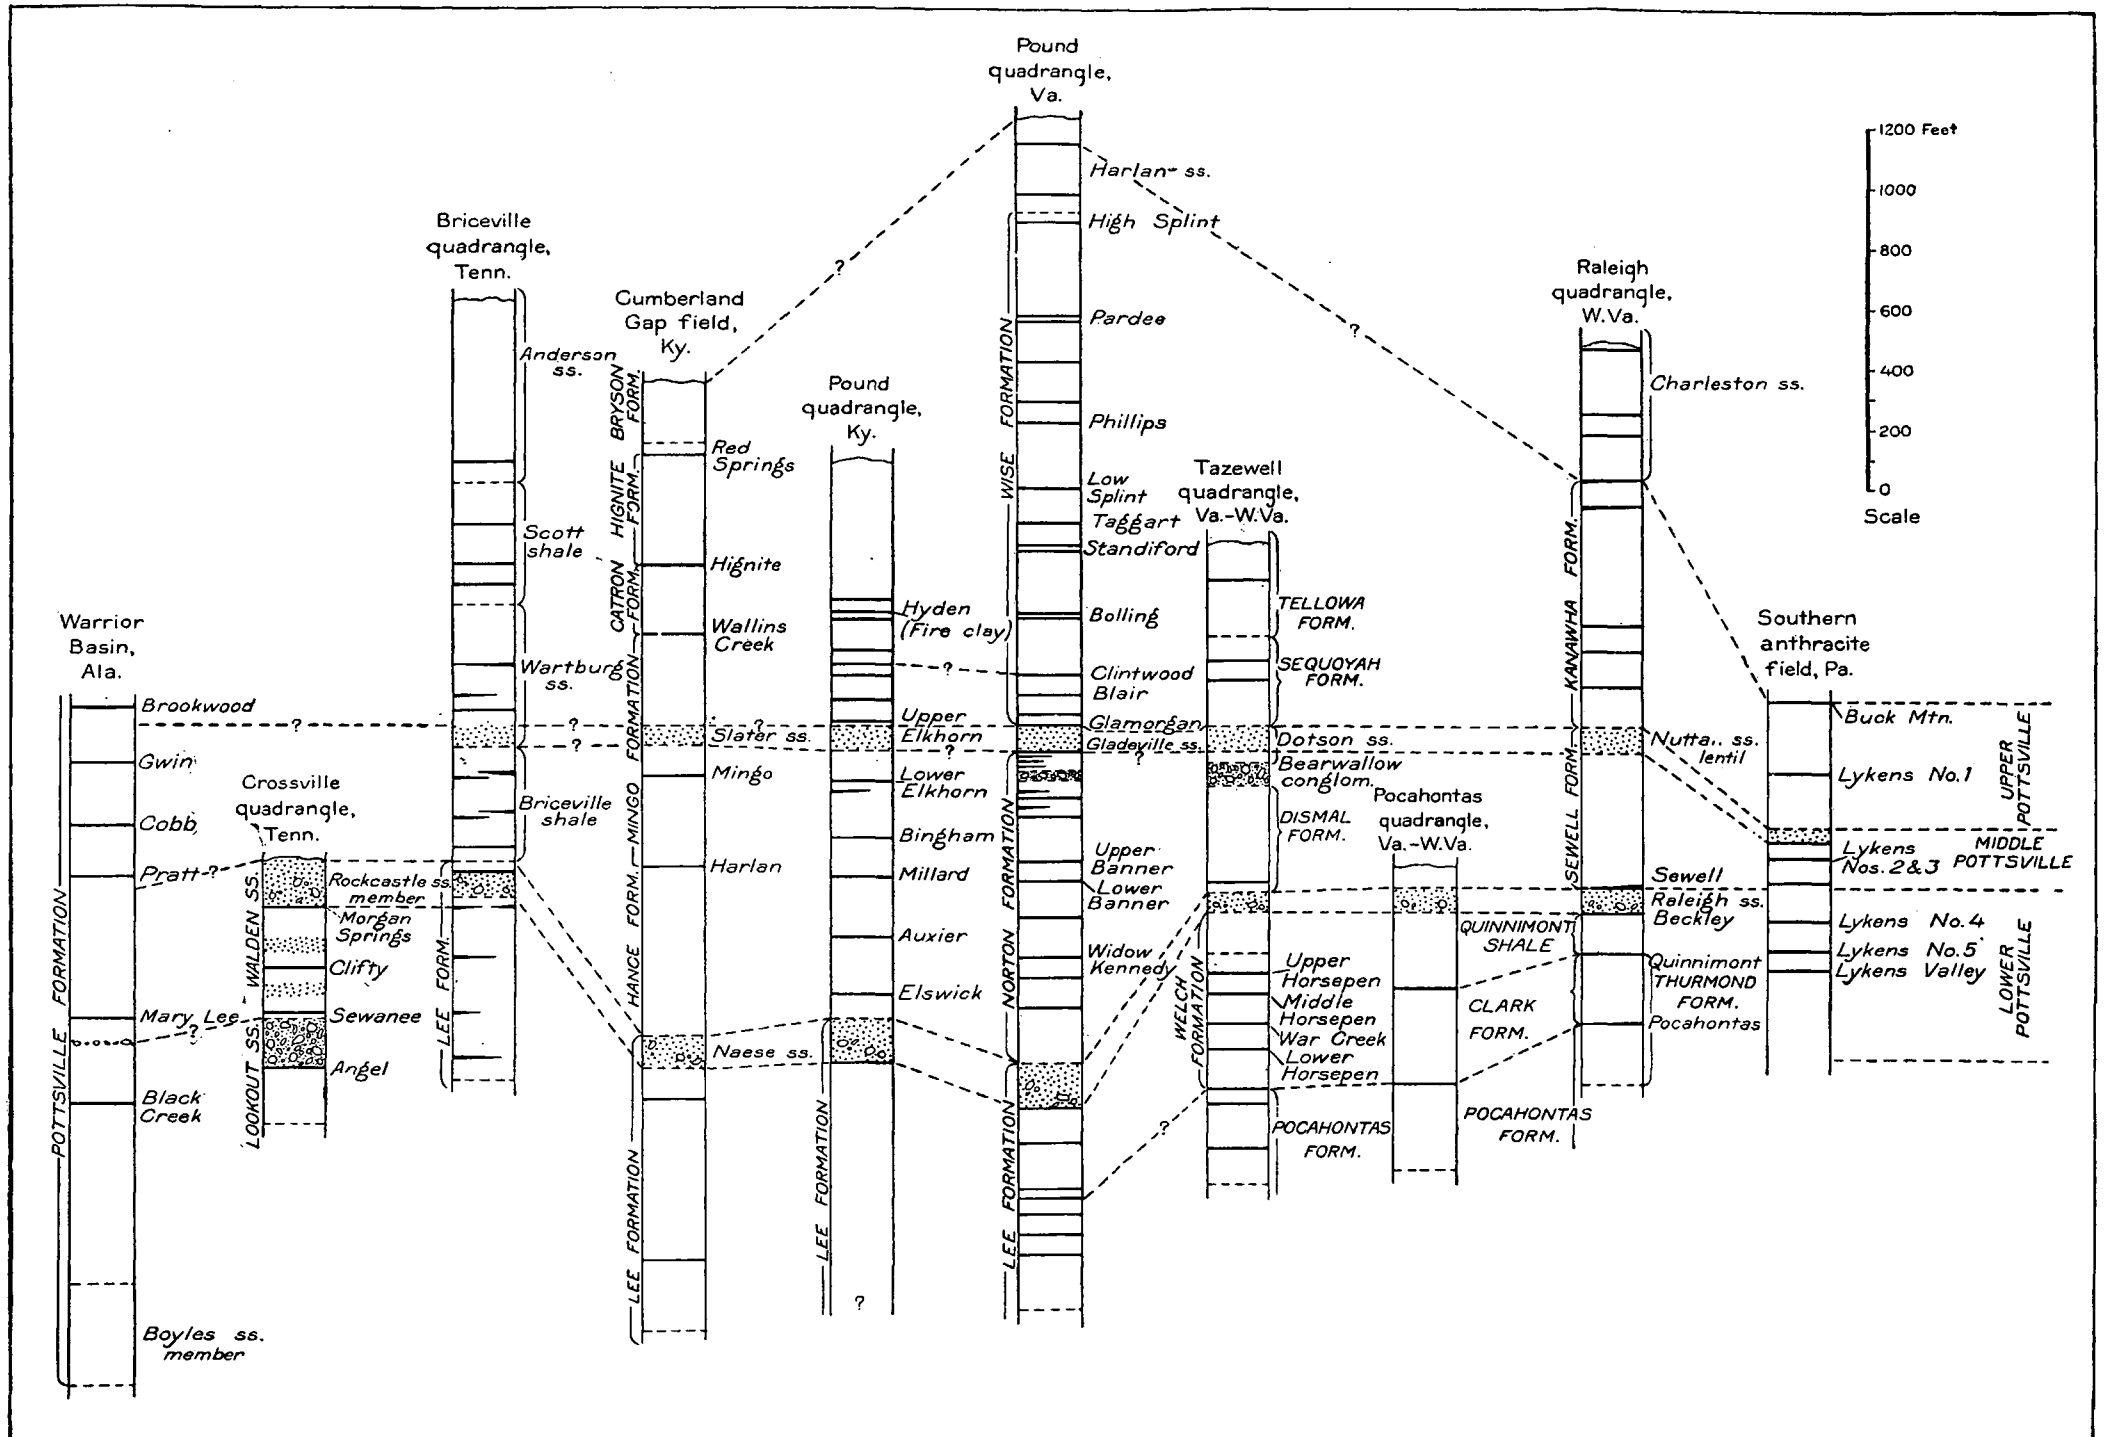 Warrior
Basin,
Ala.
POTTSVILLE FORMATION
Brookwood
Gwin
Cobb
Pratt-?
Mary Lee
?
Black
Creek
Boyles ss.
member
Crossville
quadrangle,
Tenn.
LOOKOUT SS.
WALDEN SS.
Rockcastle ss.
member
Morgan
Springs
Clifty
Sewanee
Angel
?
Briceville
quadrangle,
Tenn.
Anderson
ss.
Scott
shale
Wartburg
ss.
Briceville
shale
LEE FORM.
?
?
Cumberland
Gap field,
Ky.
BRYSON
FORM.
HIGNITE
FORM.
CATRON
FORM.
MINGO FORMATION
HANCE FORM.
LEE FORMATION
Red
Springs
Hignite
Wallins
Creek
Slater ss.
Mingo
Harlan
Naese ss.
?
?
Pound
quadrangle,
Ky.
Hyden
(Fire clay)
Upper
Elkhorn
Lower
Elkhorn
Bingham
Millard
Auxier
Elswick
LEE FORMATION
?
?
?
Pound
quadrangle,
Va.
WISE FORMATION
NORTON FORMATION
LEE FORMATION
Harlan ss.
High Splint
Pardee
Phillips
Low
Splint
Taggart
Standiford
Bolling
Clintwood
Blair
Glamorgan
Gladeville ss.
?
Upper
Banner
Lower
Banner
Widow
Kennedy
?
?
Tazewell
quadrangle,
Va.-W.Va.
TELLOWA
FORM.
SEQUOYAH
FORM.
Dotson ss.
Bearwallow
conglom.
DISMAL
FORM.
WELCH
FORMATION
Upper
Horsepen
Middle
Horsepen
War Creek
Lower
Horsepen
POCAHONTAS
FORM.
Pocahontas
quadrangle,
Va.-W.Va.
QUINNIMONT
SHALE
CLARK
FORM.
POCAHONTAS
FORM.
Raleigh
quadrangle,
W.Va.
Charleston ss.
KANAWHA FORM.
SEWELL FORM.
Nutta.. ss.
lentil
Sewell
Raleigh ss.
Beckley
Quinnimont
THURMOND
FORM.
Pocahontas
Southern
anthracite
field, Pa.
Buck Mtn.
Lykens No.1
Lykens
Nos. 2&3
Lykens No.4
Lykens No.5
Lykens Valley
UPPER
POTTSVILLE
MIDDLE
POTTSVILLE
LOWER
POTTSVILLE
1200 Feet
1000
800
600
400
200
0
Scale